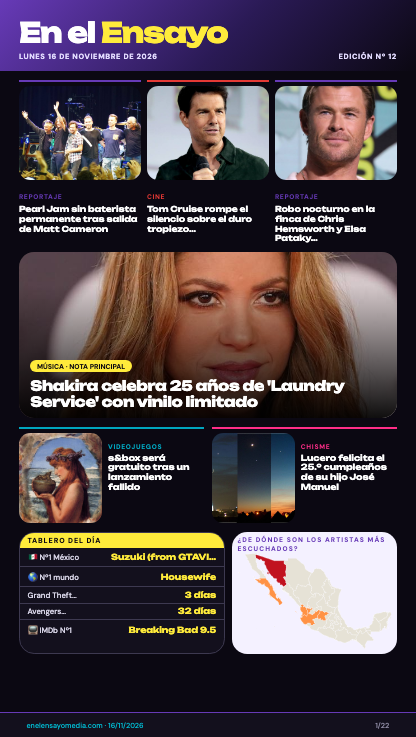 En el Ensayo
LUNES 16 DE NOVIEMBRE DE 2026
EDICIÓN Nº 12
REPORTAJE
Pearl Jam sin baterista
permanente tras salida
de Matt Cameron
CINE
Tom Cruise rompe el
silencio sobre el duro
tropiezo...
REPORTAJE
Robo nocturno en la
finca de Chris
Hemsworth y Elsa
Pataky...
MÚSICA · NOTA PRINCIPAL
Shakira celebra 25 años de 'Laundry
Service' con vinilo limitado
VIDEOJUEGOS
s&box será
gratuito tras un
lanzamiento
fallido
CHISME
Lucero felicita el
25.º cumpleaños
de su hijo José
Manuel
TABLERO DEL DÍA
Nº1 México Suzuki (from GTAVI...
Nº1 mundo Housewife
Grand Theft... 3 días
Avengers... 32 días
IMDb Nº1 Breaking Bad 9.5
¿DE DÓNDE SON LOS ARTISTAS MÁS
ESCUCHADOS?
enelensayomedia.com · 16/11/2026
1/22